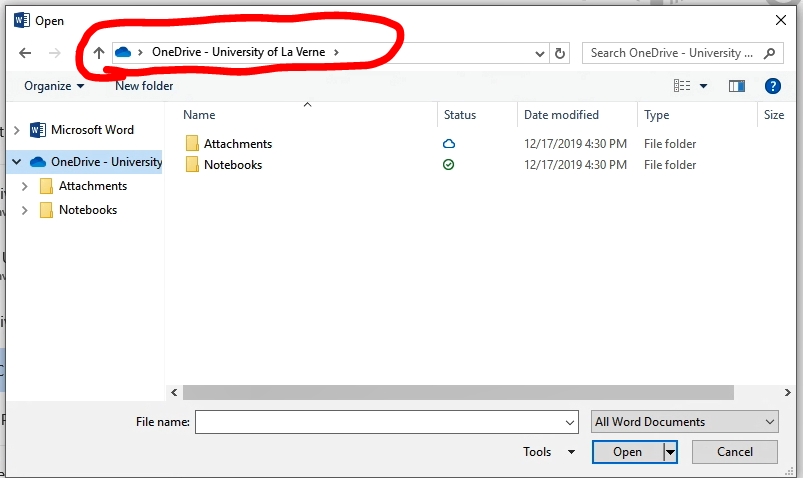 Open
OneDrive - University of La Verne
Search OneDrive - University ...
Organize
New folder
?
Name
Status
Date modified
Type
Size
Microsoft Word
OneDrive - University
Attachments
Notebooks
Attachments
12/17/2019 4:30 PM
File folder
Notebooks
12/17/2019 4:30 PM
File folder
File name:
All Word Documents
Tools
Open
Cancel